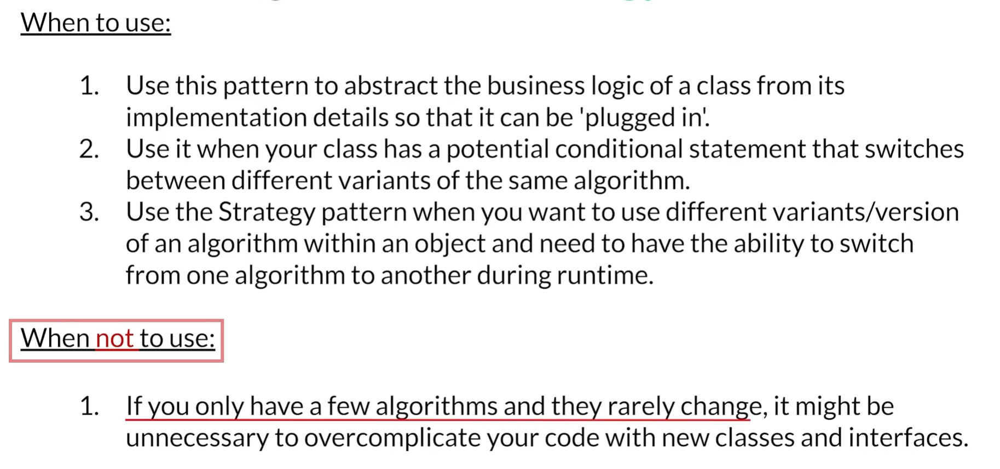 When to use:
1. Use this pattern to abstract the business logic of a class from its
implementation details so that it can be 'plugged in'.
2. Use it when your class has a potential conditional statement that switches
between different variants of the same algorithm.
3. Use the Strategy pattern when you want to use different variants/version
of an algorithm within an object and need to have the ability to switch
from one algorithm to another during runtime.
When not to use:
1. If you only have a few algorithms and they rarely change, it might be
unnecessary to overcomplicate your code with new classes and interfaces.